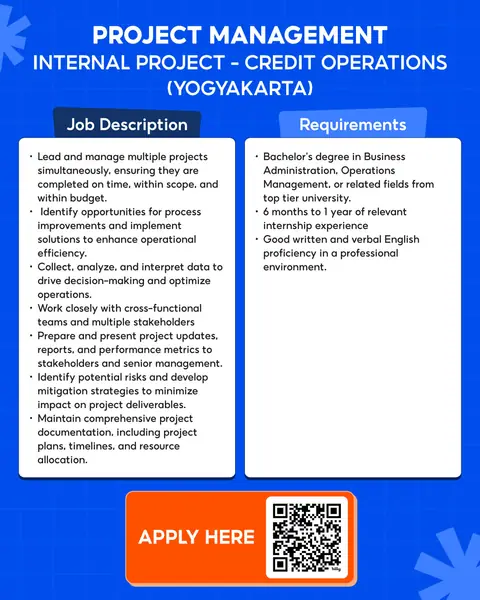 PROJECT MANAGEMENT
INTERNAL PROJECT - CREDIT OPERATIONS
(YOGYAKARTA)
Job Description
• Lead and manage multiple projects
simultaneously, ensuring they are
completed on time, within scope, and
within budget.
• Identify opportunities for process
improvements and implement
solutions to enhance operational
efficiency.
• Collect, analyze, and interpret data to
drive decision-making and optimize
operations.
• Work closely with cross-functional
teams and multiple stakeholders
• Prepare and present project updates,
reports, and performance metrics to
stakeholders and senior management.
• Identify potential risks and develop
mitigation strategies to minimize
impact on project deliverables.
• Maintain comprehensive project
documentation, including project
plans, timelines, and resource
allocation.
Requirements
• Bachelor's degree in Business
Administration, Operations
Management, or related fields from
top tier university.
• 6 months to 1 year of relevant
internship experience
• Good written and verbal English
proficiency in a professional
environment.
APPLY HERE